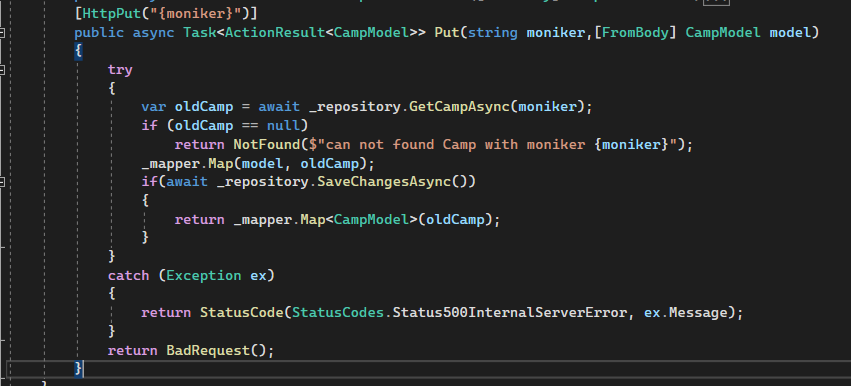 [HttpPut("{moniker}")]
public async Task<ActionResult<CampModel>> Put(string moniker,[FromBody] CampModel model)
{
try
{
var oldCamp = await _repository.GetCampAsync(moniker);
if (oldCamp == null)
return NotFound($"can not found Camp with moniker {moniker}");
_mapper.Map(model, oldCamp);
if(await _repository.SaveChangesAsync())
{
return _mapper.Map<CampModel>(oldCamp);
}
}
catch (Exception ex)
{
return StatusCode(StatusCodes.Status500InternalServerError, ex.Message);
}
return BadRequest();
}